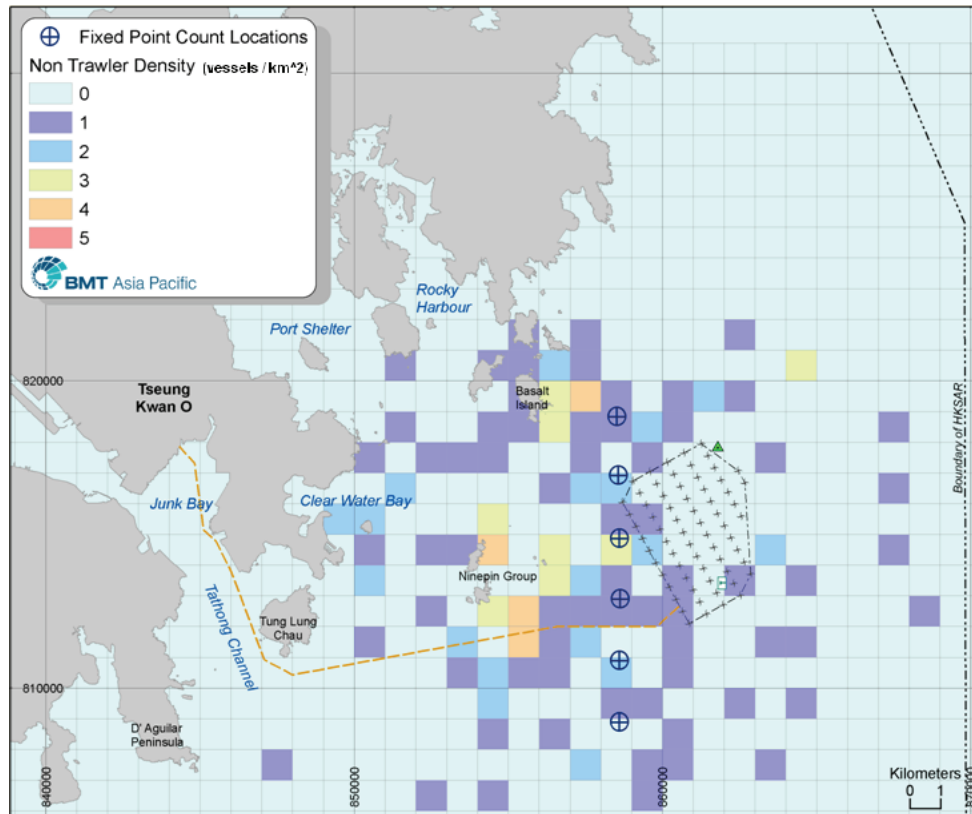 Fixed Point Count Locations
Non Trawler Density (vessels / km^2)
0
1
2
3
4
5
BMT Asia Pacific
Rocky
Harbour
Port Shelter
820000
Tseung
Kwan O
Basalt
Island
Boundary of HKSAR
Junk Bay
Clear Water Bay
Ninepin Group
Tathong Channel
Tung Lung
Chau
810000
D' Aguilar
Peninsula
Kilometers
0 1
840000
850000
860000